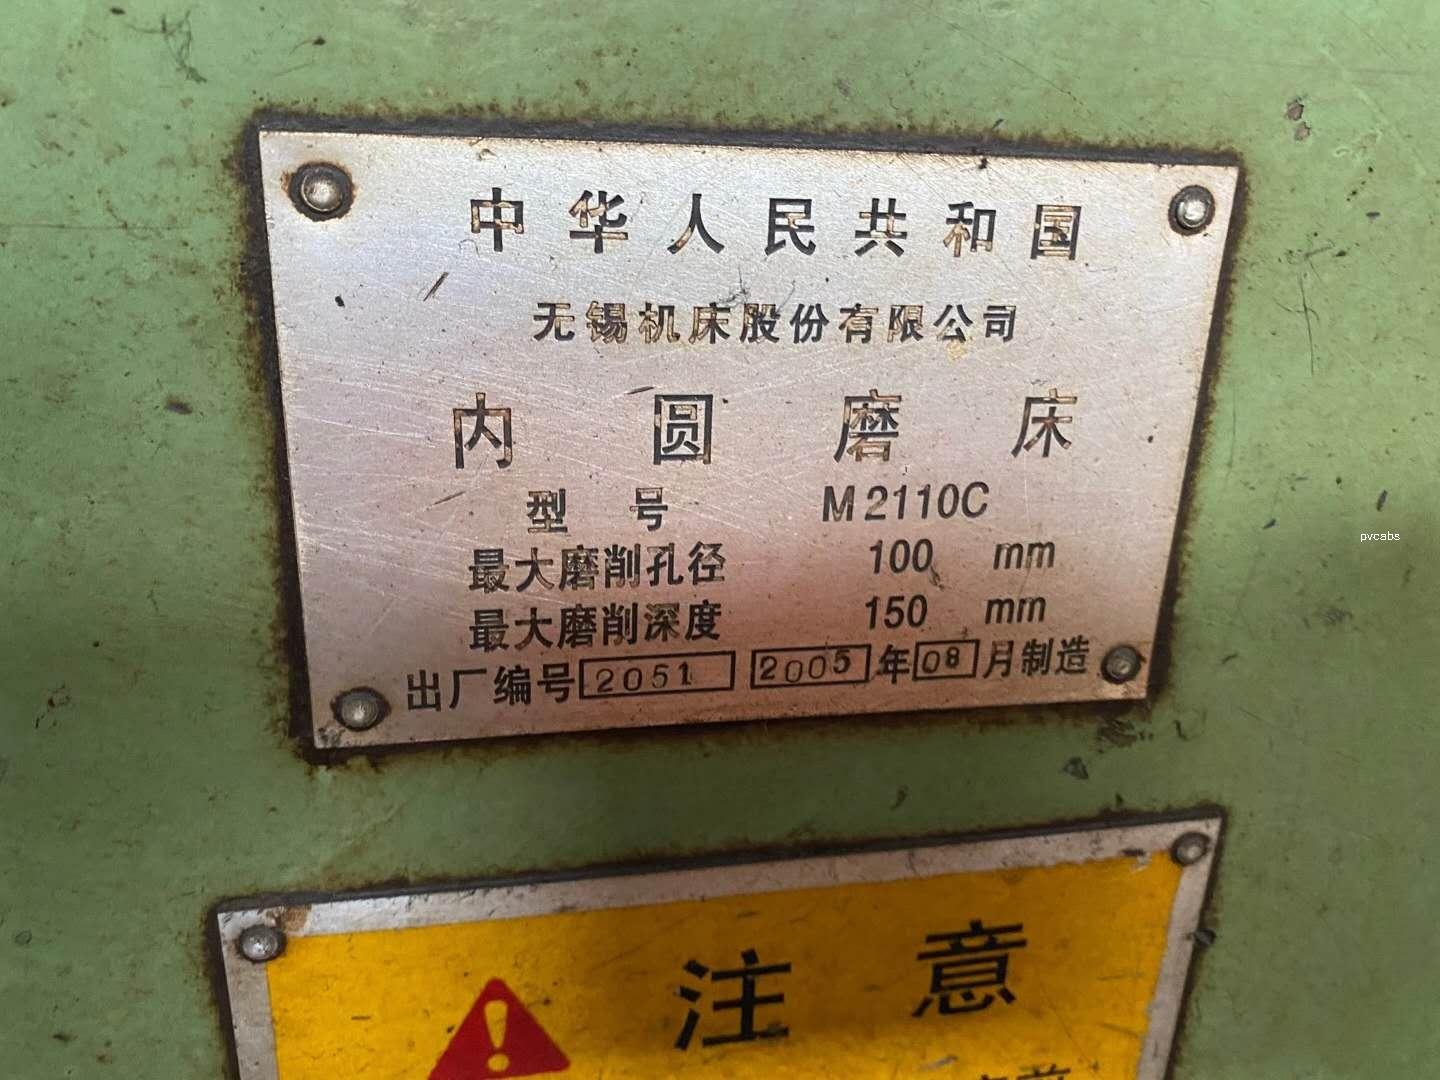 中华人民共和国
无锡机床股份有限公司
内圆磨床
型号 M2110C
最大磨削孔径 100 mm
最大磨削深度 150 mm
出厂编号 2051 2005 年 08 月制造
pvcabs
注意